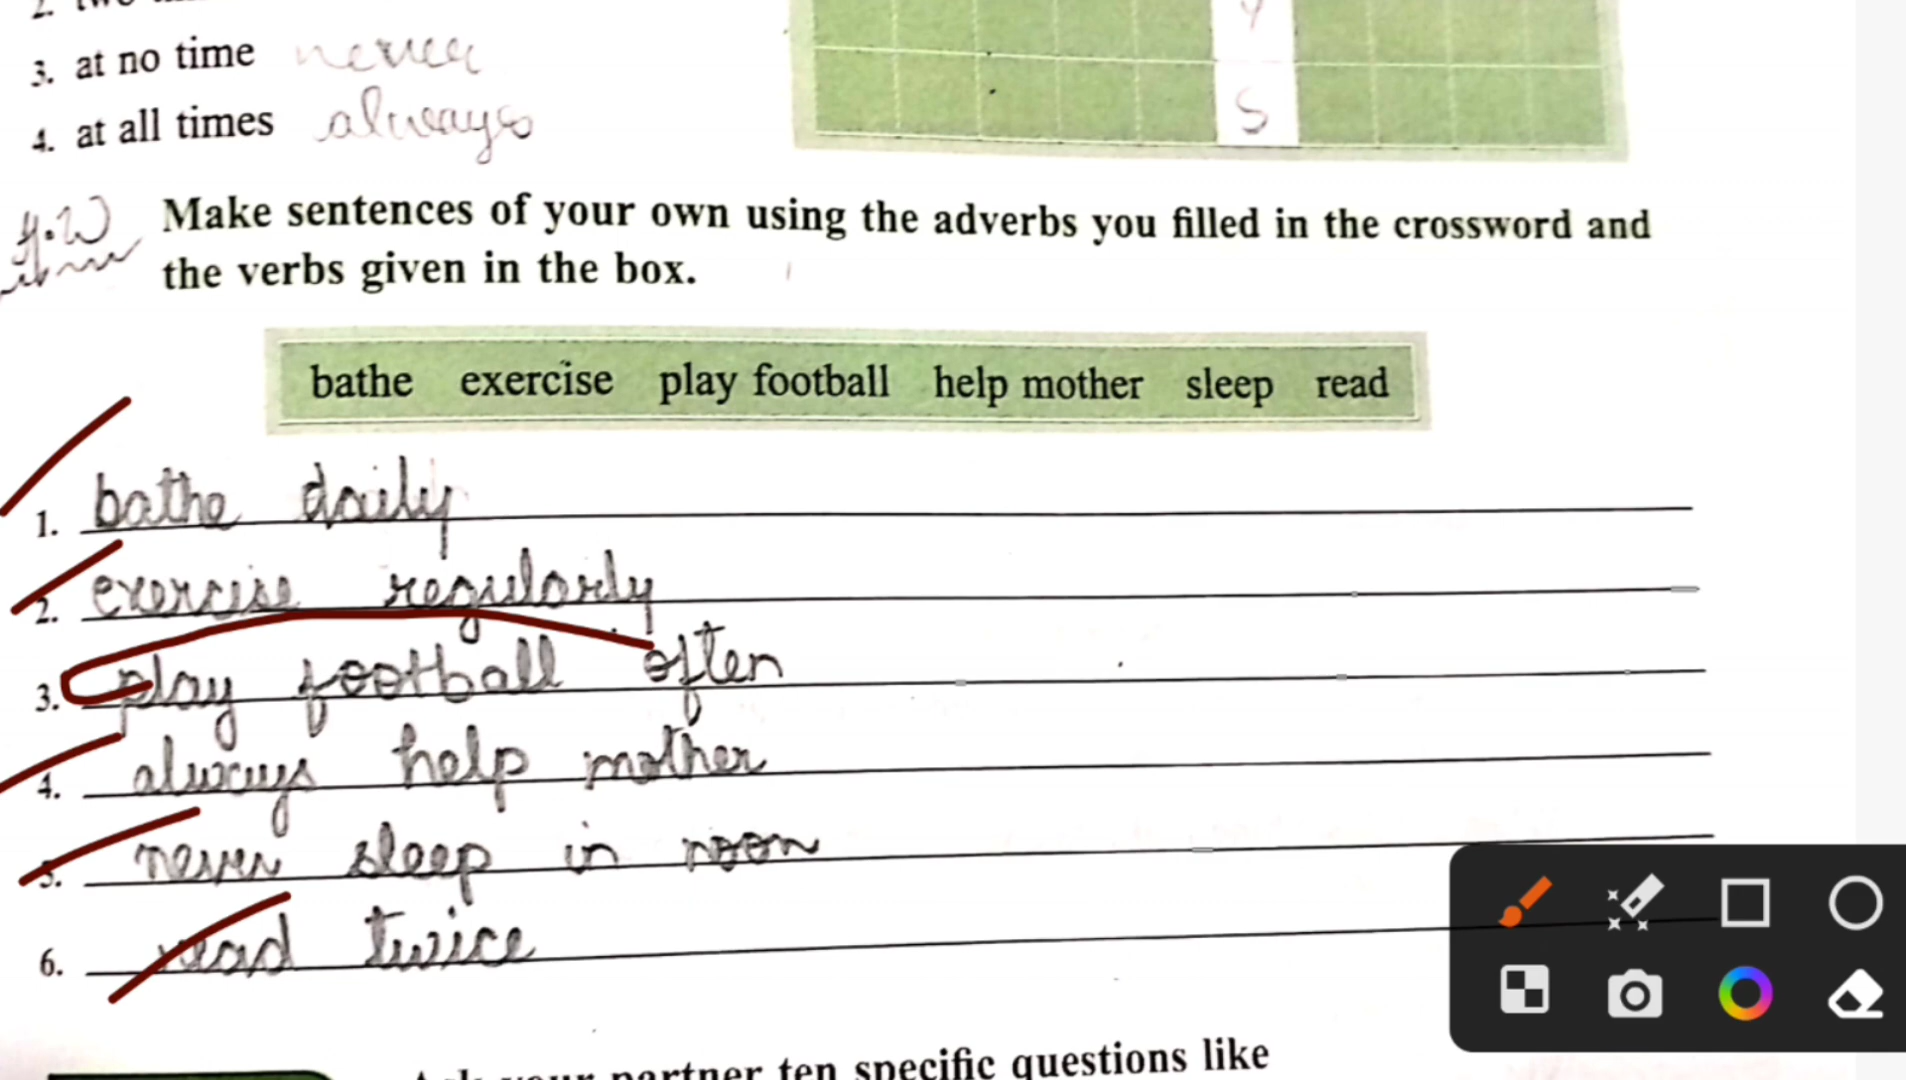 3. at no time never
4. at all times always
y
s
H.W
Make sentences of your own using the adverbs you filled in the crossword and
the verbs given in the box.
bathe exercise play football help mother sleep read
1. bathe daily
2. exercise regularly
3. play football often
4. always help mother
5. never sleep in noon
6. read twice
your partner ten specific questions like